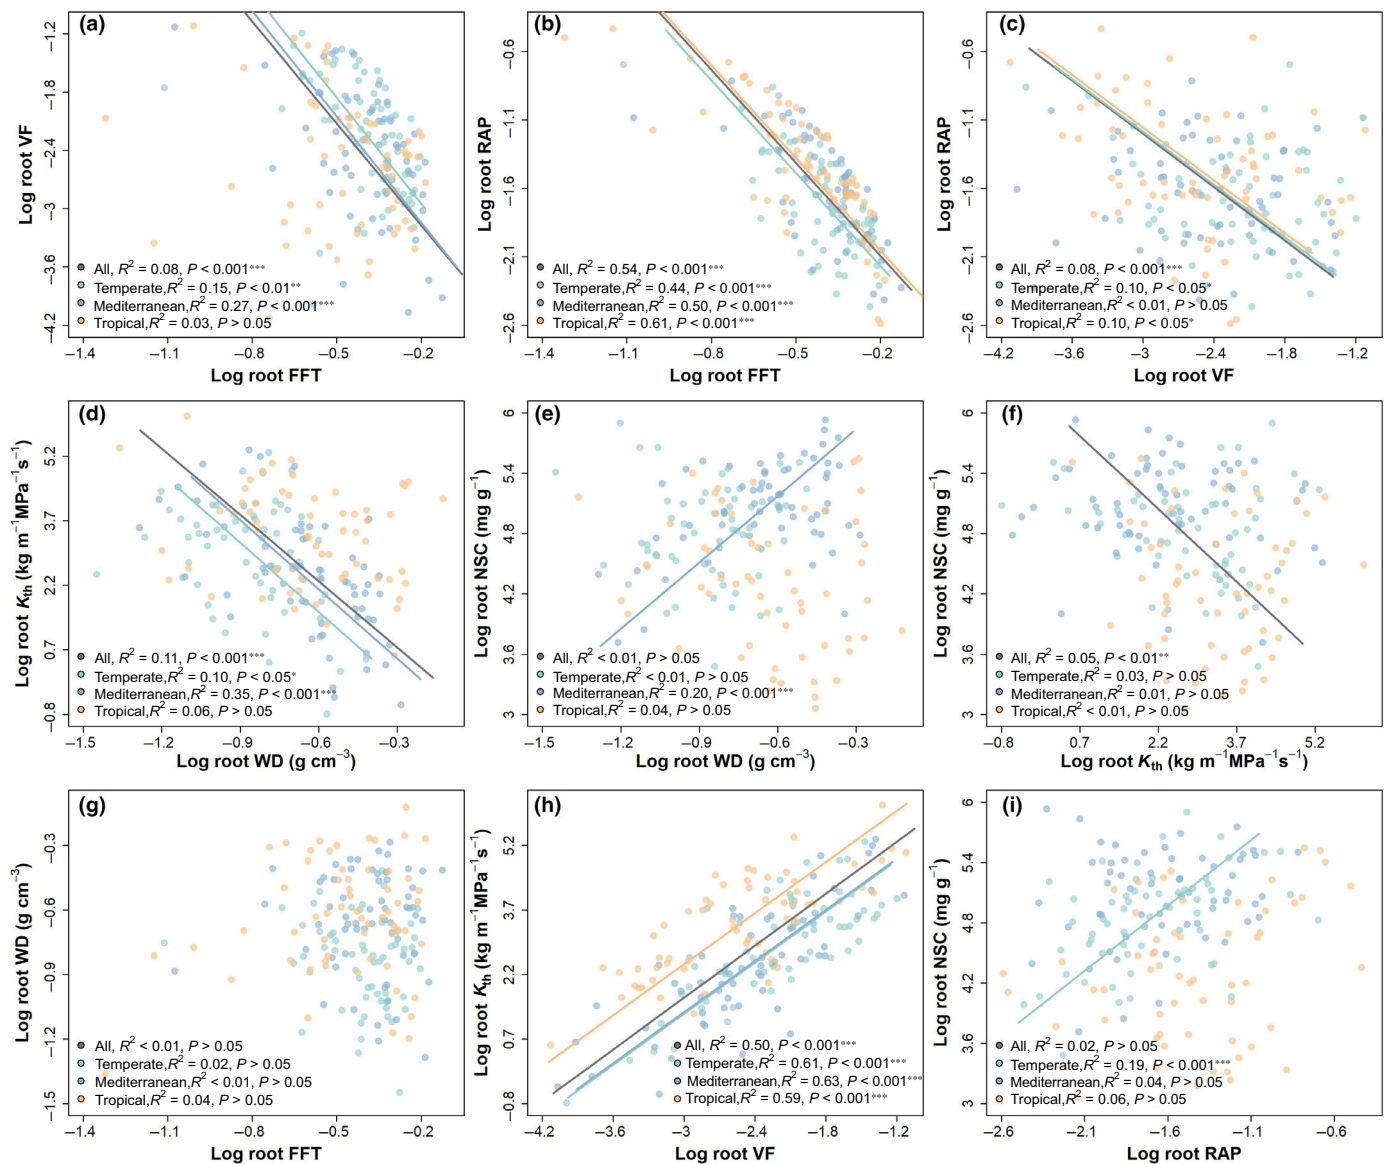 (a)
Log root VF
−1.2
−1.8
−2.4
−3
−3.6
−4.2
All, R² = 0.08, P < 0.001***
Temperate,R² = 0.15, P < 0.01**
Mediterranean,R² = 0.27, P < 0.001***
Tropical,R² = 0.03, P > 0.05
−1.4 −1.1 −0.8 −0.5 −0.2
Log root FFT
(b)
Log root RAP
−0.6
−1.1
−1.6
−2.1
−2.6
All, R² = 0.54, P < 0.001***
Temperate,R² = 0.44, P < 0.001***
Mediterranean,R² = 0.50, P < 0.001***
Tropical,R² = 0.61, P < 0.001***
−1.4 −1.1 −0.8 −0.5 −0.2
Log root FFT
(c)
Log root RAP
−0.6
−1.1
−1.6
−2.1
−2.6
All, R² = 0.08, P < 0.001***
Temperate,R² = 0.10, P < 0.05*
Mediterranean,R² < 0.01, P > 0.05
Tropical,R² = 0.10, P < 0.05*
−4.2 −3.6 −3 −2.4 −1.8 −1.2
Log root VF
(d)
Log root Kth (kg m−1MPa−1s−1)
5.2
3.7
2.2
0.7
−0.8
All, R² = 0.11, P < 0.001***
Temperate,R² = 0.10, P < 0.05*
Mediterranean,R² = 0.35, P < 0.001***
Tropical,R² = 0.06, P > 0.05
−1.5 −1.2 −0.9 −0.6 −0.3
Log root WD (g cm−3)
(e)
Log root NSC (mg g−1)
6
5.4
4.8
4.2
3.6
3
All, R² < 0.01, P > 0.05
Temperate,R² < 0.01, P > 0.05
Mediterranean,R² = 0.20, P < 0.001***
Tropical,R² = 0.04, P > 0.05
−1.5 −1.2 −0.9 −0.6 −0.3
Log root WD (g cm−3)
(f)
Log root NSC (mg g−1)
6
5.4
4.8
4.2
3.6
3
All, R² = 0.05, P < 0.01**
Temperate,R² = 0.03, P > 0.05
Mediterranean,R² = 0.01, P > 0.05
Tropical,R² < 0.01, P > 0.05
−0.8 0.7 2.2 3.7 5.2
Log root Kth (kg m−1MPa−1s−1)
(g)
Log root WD (g cm−3)
−0.3
−0.6
−0.9
−1.2
−1.5
All, R² < 0.01, P > 0.05
Temperate,R² = 0.02, P > 0.05
Mediterranean,R² < 0.01, P > 0.05
Tropical,R² = 0.04, P > 0.05
−1.4 −1.1 −0.8 −0.5 −0.2
Log root FFT
(h)
Log root Kth (kg m−1MPa−1s−1)
5.2
3.7
2.2
0.7
−0.8
All, R² = 0.50, P < 0.001***
Temperate,R² = 0.61, P < 0.001***
Mediterranean,R² = 0.63, P < 0.001***
Tropical,R² = 0.59, P < 0.001***
−4.2 −3.6 −3 −2.4 −1.8 −1.2
Log root VF
(i)
Log root NSC (mg g−1)
6
5.4
4.8
4.2
3.6
3
All, R² = 0.02, P > 0.05
Temperate,R² = 0.19, P < 0.001***
Mediterranean,R² = 0.04, P > 0.05
Tropical,R² = 0.06, P > 0.05
−2.6 −2.1 −1.6 −1.1 −0.6
Log root RAP